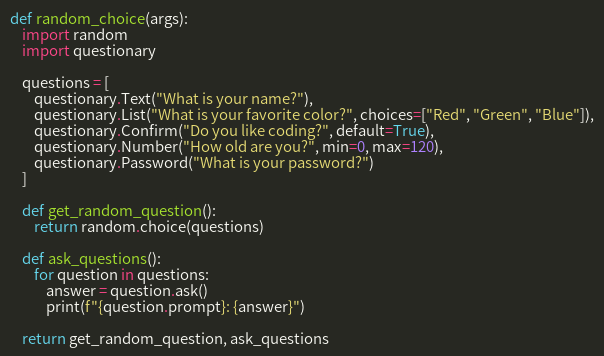 def random_choice(args):
    import random
    import questionary

    questions = [
        questionary.Text("What is your name?"),
        questionary.List("What is your favorite color?", choices=["Red", "Green", "Blue"]),
        questionary.Confirm("Do you like coding?", default=True),
        questionary.Number("How old are you?", min=0, max=120),
        questionary.Password("What is your password?")
    ]

    def get_random_question():
        return random.choice(questions)

    def ask_questions():
        for question in questions:
            answer = question.ask()
            print(f"{question.prompt}: {answer}")

    return get_random_question, ask_questions